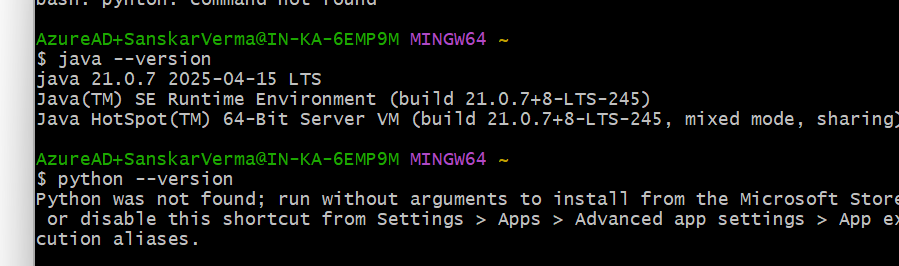 bash: pyhton: command not found
AzureAD+SanskarVerma@IN-KA-6EMP9M MINGW64 ~
$ java --version
java 21.0.7 2025-04-15 LTS
Java(TM) SE Runtime Environment (build 21.0.7+8-LTS-245)
Java HotSpot(TM) 64-Bit Server VM (build 21.0.7+8-LTS-245, mixed mode, sharing)
AzureAD+SanskarVerma@IN-KA-6EMP9M MINGW64 ~
$ python --version
Python was not found; run without arguments to install from the Microsoft Store
or disable this shortcut from Settings > Apps > Advanced app settings > App ex
cution aliases.